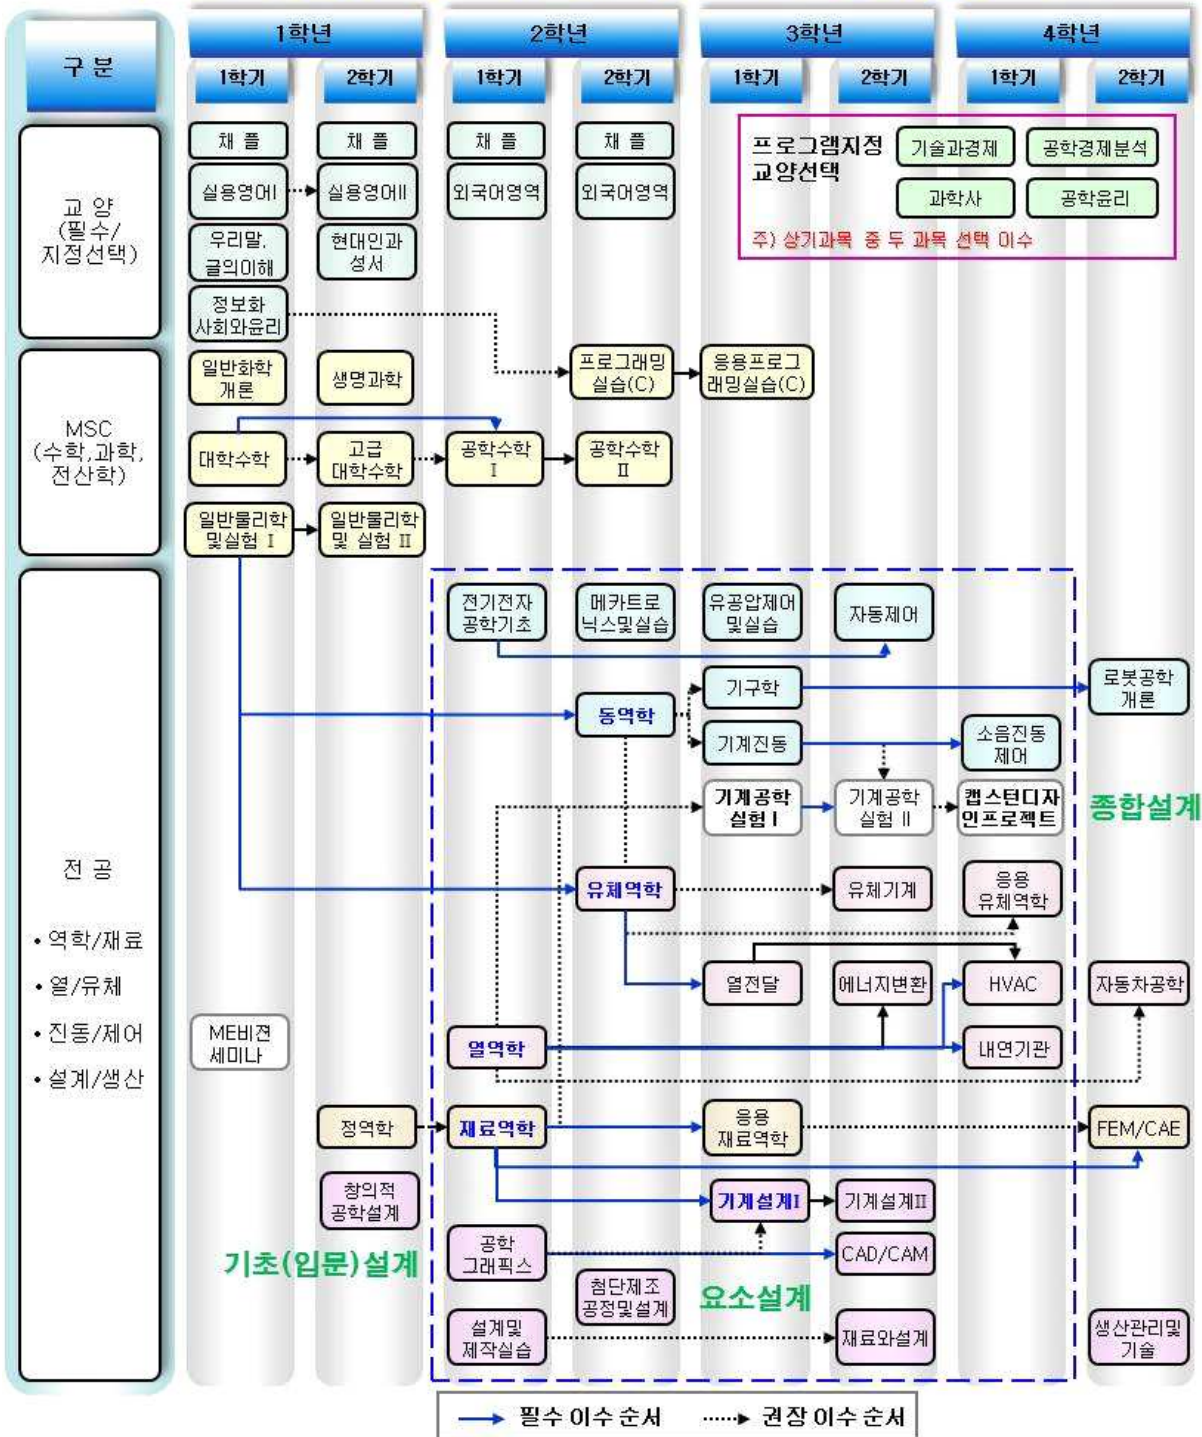 구 분
1학년
2학년
3학년
4학년
1학기
2학기
1학기
2학기
1학기
2학기
1학기
2학기
교 양
(필수/
지정선택)
채 플
채 플
채 플
채 플
실용영어I
실용영어II
외국어영역
외국어영역
우리말,
글의이해
현대인과
성서
정보화
사회와윤리
프로그램지정
교양선택
기술과경제
공학경제분석
과학사
공학윤리
주) 상기과목 중 두 과목 선택 이수
MSC
(수학,과학,
전산학)
일반화학
개론
생명과학
프로그래밍
실습(C)
응용프로그
래밍실습(C)
대학수학
고급
대학수학
공학수학
I
공학수학
II
일반물리학
및실험 I
일반물리학
및 실험 II
전 공
• 역학/재료
• 열/유체
• 진동/제어
• 설계/생산
전기전자
공학기초
메카트로
닉스및실습
유공압제어
및실습
자동제어
기구학
로봇공학
개론
동역학
기계진동
소음진동
제어
기계공학
실험 I
기계공학
실험 II
캡스턴디자
인프로젝트
종합설계
유체역학
유체기계
응용
유체역학
열전달
에너지변환
HVAC
자동차공학
ME비젼
세미나
열역학
내연기관
정역학
재료역학
응용
재료역학
FEM/CAE
창의적
공학설계
기계설계I
기계설계II
기초(입문)설계
공학
그래픽스
CAD/CAM
첨단제조
공정및설계
요소설계
설계및
제작실습
재료와설계
생산관리및
기술
필수 이수 순서
권장 이수 순서